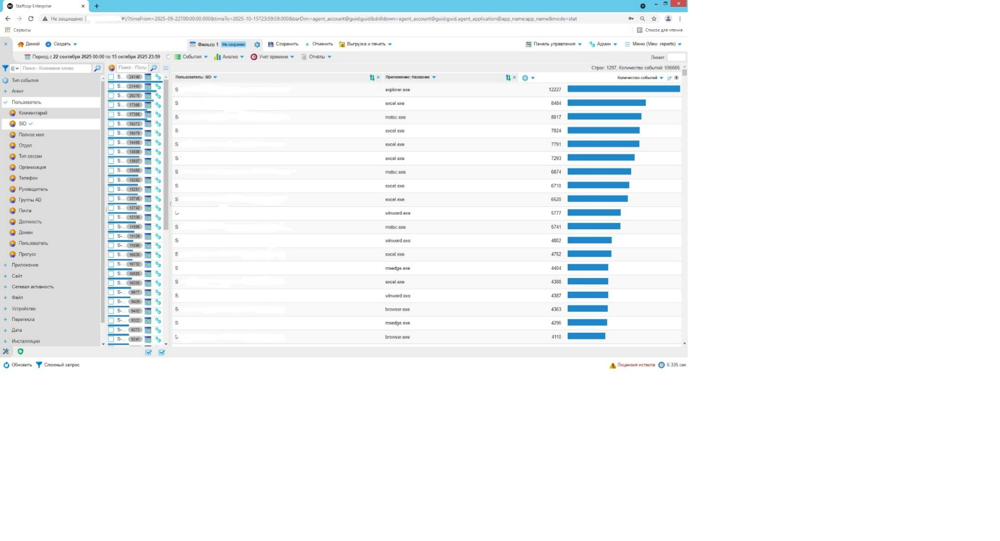 Staffcop Enterprise
Не защищено #!/?timeFrom=2025-09-22T00:00:00.000&timeTo=2025-10-15T23:59:59.000&barDim=agent_account@guid:guid&drilldown=agent_account@guid:guid.agent_application@app_name:app_name&mode=stat
Сервисы Список для чтения
Домой Создать Фильтр 1 Не сохранен Сохранить Отменить Выгрузка и печать Панель управления Админ Меню (View reports)
Период с 22 сентября 2025 00:00 по 15 октября 2025 23:59 События Анализ Учет времени Отчёты Лимит:
@ Поиск - Ключевое слово Поиск - Поль: Строк: 1297, Количество событий: 596665
Пользователь: SID Приложение: Название Количество событий 1
Тип события
Агент
Пользователь
Комментарий
SID
Полное имя
Отдел
Тип сессии
Организация
Телефон
Руководитель
Группы AD
Почта
Должность
Домен
Пользователь
Пропуск
Приложение
Сайт
Сетевая активность
Файл
Устройство
Переписка
Дата
Инсталляции
S... 24149
S... 21443
S... 20278
S... 17368
S... 17356
S... 15372
S... 15078
S... 14455
S... 13889
S... 13807
S... 13480
S... 13292
S... 13251
S... 12745
S... 12742
S... 12330
S-... 11595
S-... 11129
S-... 11090
S... 10826
S... 10732
S... 10585
S... 10205
S-... 9977
S-... 9429
S-... 9412
S-... 9322
S-... 9272
S-... 9241
S explorer.exe 12227
S excel.exe 8484
S- mstsc.exe 8017
S excel.exe 7824
S excel.exe 7791
S- excel.exe 7293
S mstsc.exe 6874
S excel.exe 6710
S excel.exe 6520
winword.exe 5777
S mstsc.exe 5741
S- winword.exe 4802
S excel.exe 4752
S msedge.exe 4404
S excel.exe 4388
S winword.exe 4387
S- browser.exe 4363
S msedge.exe 4296
browser.exe 4110
Обновить Сложный запрос Лицензия истекла 6.335 сек